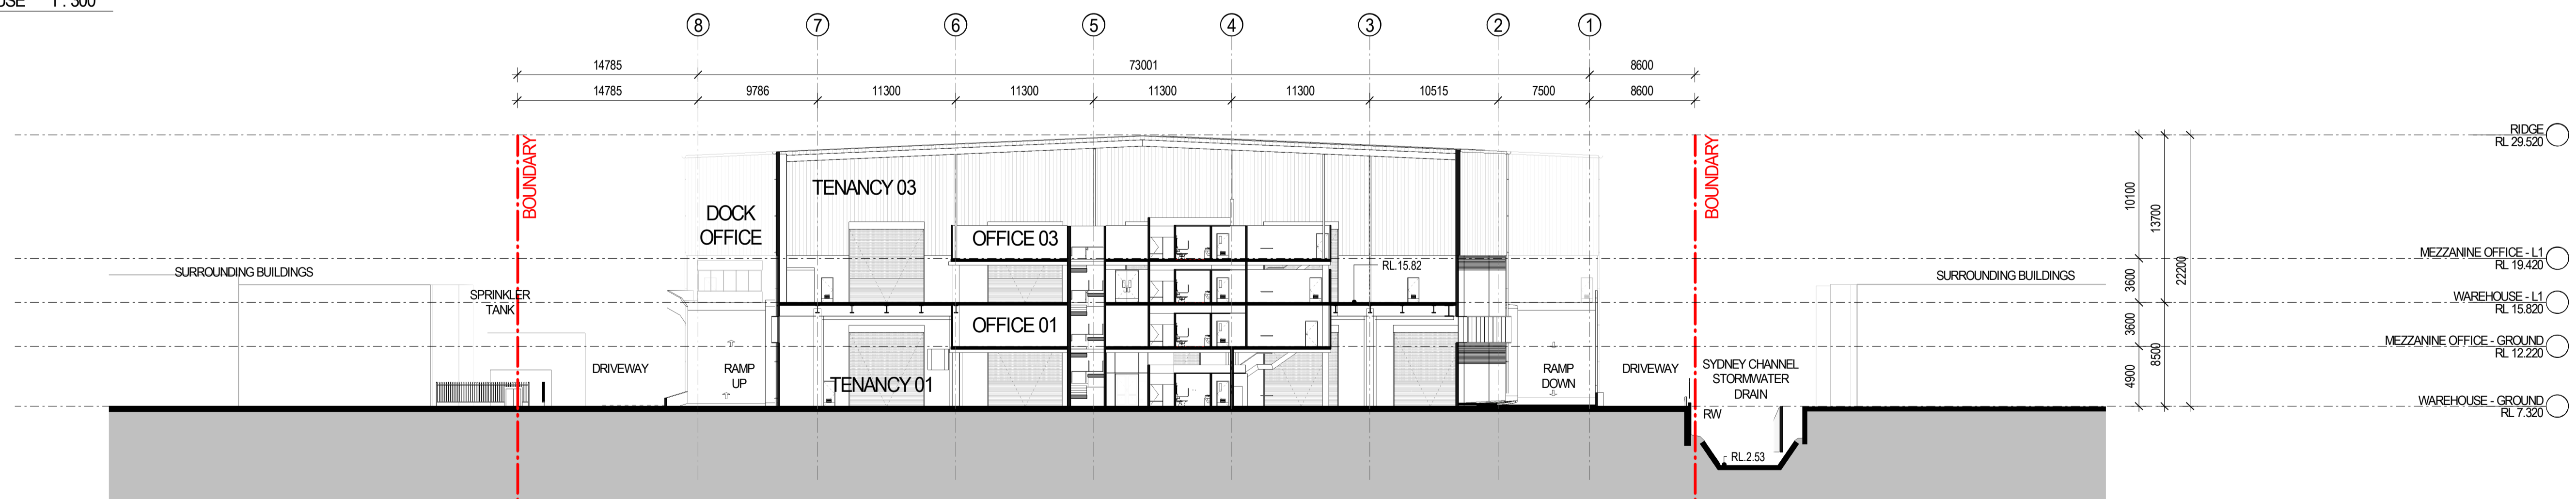 USE 1 : 300
8 7 6 5 4 3 2 1
14785 73001 8600
14785 9786 11300 11300 11300 11300 10515 7500 8600
BOUNDARY
BOUNDARY
RIDGE
RL 29.520
TENANCY 03
DOCK
OFFICE
OFFICE 03
10100
13700
22200
MEZZANINE OFFICE - L1
RL 19.420
SURROUNDING BUILDINGS
RL.15.82
SURROUNDING BUILDINGS
3600
SPRINKLER
TANK
WAREHOUSE - L1
RL 15.820
OFFICE 01
3600
8500
MEZZANINE OFFICE - GROUND
RL 12.220
DRIVEWAY
RAMP
UP
TENANCY 01
RAMP
DOWN
DRIVEWAY
SYDNEY CHANNEL
STORMWATER
DRAIN
4900
WAREHOUSE - GROUND
RL 7.320
RW
RL.2.53